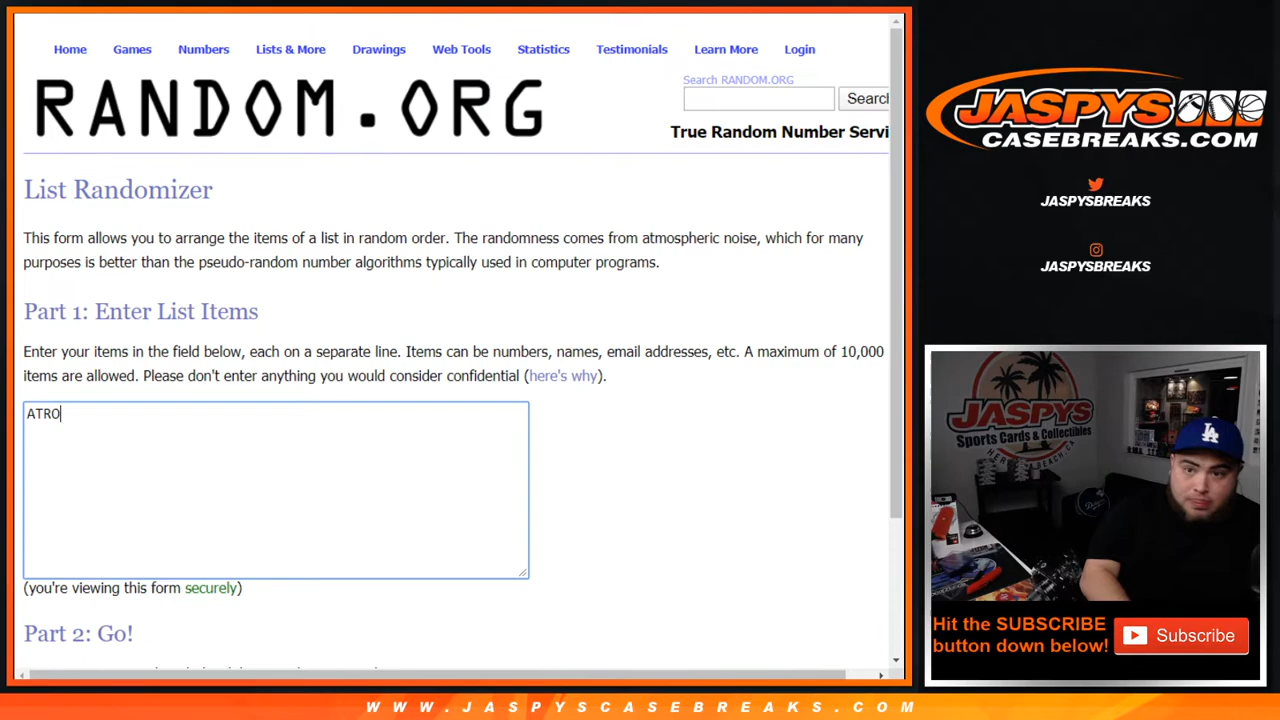 Home Games Numbers Lists & More Drawings Web Tools Statistics Testimonials Learn More Login
RANDOM.ORG
Search RANDOM.ORG
Search
True Random Number Servi
List Randomizer
This form allows you to arrange the items of a list in random order. The randomness comes from atmospheric noise, which for many
purposes is better than the pseudo-random number algorithms typically used in computer programs.
Part 1: Enter List Items
Enter your items in the field below, each on a separate line. Items can be numbers, names, email addresses, etc. A maximum of 10,000
items are allowed. Please don't enter anything you would consider confidential (here's why).
ATRO
(you're viewing this form securely)
Part 2: Go!
JASPYS
CASEBREAKS.COM
JASPYSBREAKS
JASPYSBREAKS
JASPYS
Sports Cards & Collectibles
LA
Hit the SUBSCRIBE
button down below!
Subscribe
WWW.JASPYSCASEBREAKS.COM